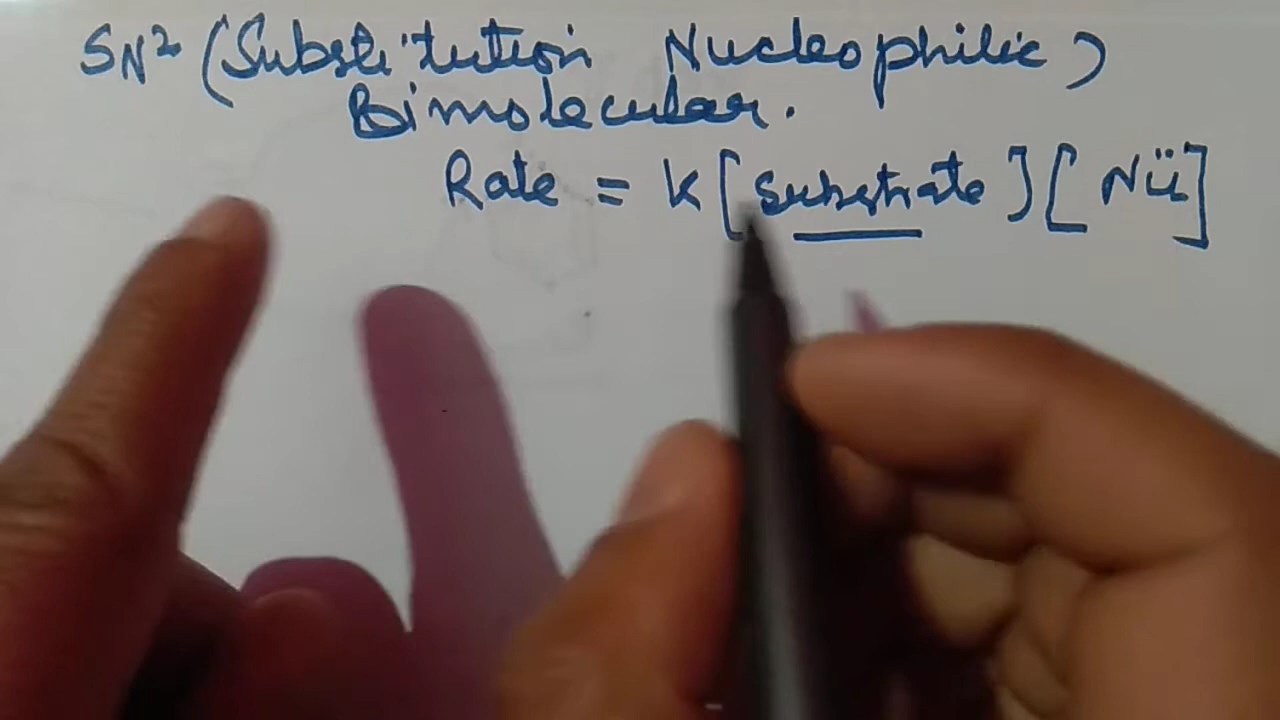 SN² (Substitution Nucleophilic)
Bimolecular.
Rate = k [substrate] [Nü]